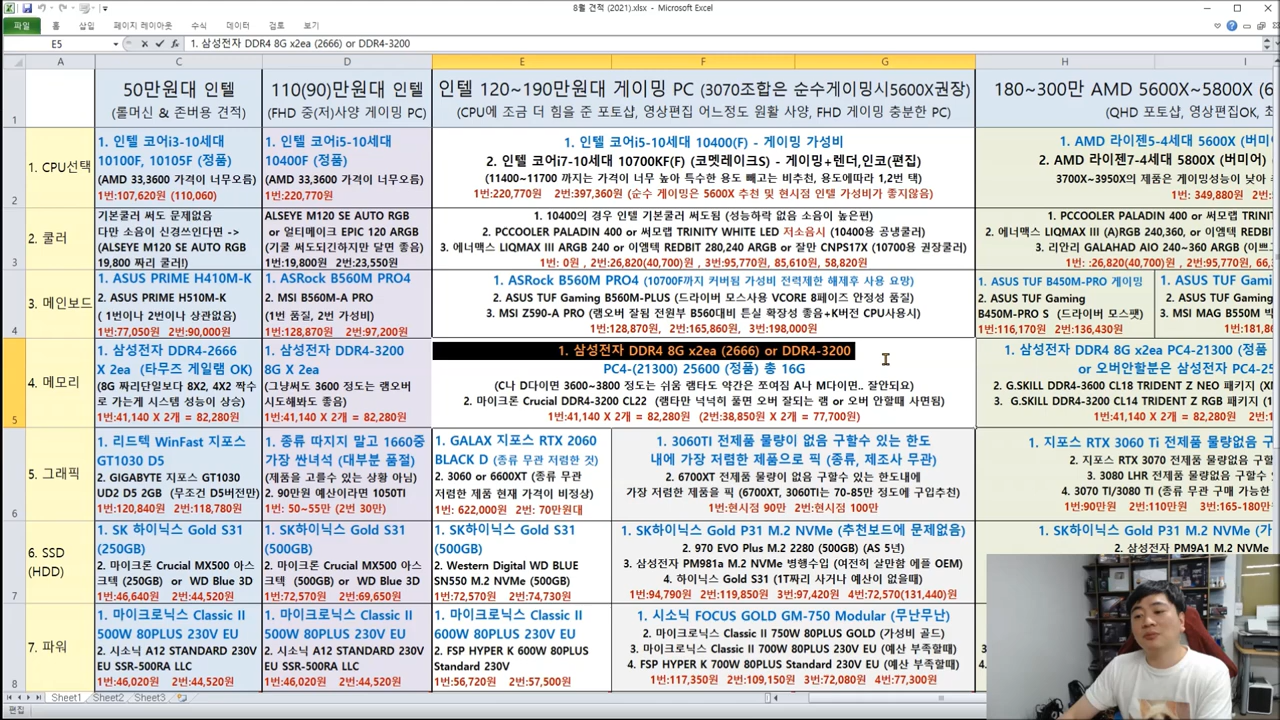 8월 견적 (2021).xlsx - Microsoft Excel
파일 홈 삽입 페이지 레이아웃 수식 데이터 검토 보기
E5 1. 삼성전자 DDR4 8G x2ea (2666) or DDR4-3200
A C D E F G H I
1
50만원대 인텔
(롤머신 & 존버용 견적)
110(90)만원대 인텔
(FHD 중(저)사양 게이밍 PC)
인텔 120~190만원대 게이밍 PC (3070조합은 순수게이밍시5600X권장)
(CPU에 조금 더 힘을 준 포토샵, 영상편집 어느정도 원활 사양, FHD 게이밍 충분한 PC)
180~300만 AMD 5600X~5800X (6
(QHD 포토샵, 영상편집OK, 최
2
1. CPU선택
1. 인텔 코어i3-10세대
10100F, 10105F (정품)
(AMD 33,3600 가격이 너무오름)
1번:107,620원 (110,060)
1. 인텔 코어i5-10세대
10400F (정품)
(AMD 33,3600 가격이 너무오름)
1번:220,770원
1. 인텔 코어i5-10세대 10400(F) - 게이밍 가성비
2. 인텔 코어i7-10세대 10700KF(F) (코멧레이크S) - 게이밍+렌더,인코(편집)
(11400~11700 까지는 가격이 너무 높아 특수한 용도 빼고는 비추천, 용도에따라 1,2번 택)
1번:220,770원 2번:397,360원 (순수 게이밍은 5600X 추천 및 현시점 인텔 가성비가 좋지않음)
1. AMD 라이젠5-4세대 5600X (버미어)
2. AMD 라이젠7-4세대 5800X (버미어)
3700X~3950X의 제품은 게이밍성능이 낮아
1번: 349,880원 2번:
3
2. 쿨러
기본쿨러 써도 문제없음
다만 소음이 신경쓰인다면 ->
(ALSEYE M120 SE AUTO RGB
19,800 짜리 쿨러!)
ALSEYE M120 SE AUTO RGB
or 일티메이크 EPIC 120 ARGB
(기쿨 써도되긴하지만 달면 좋음)
1번:19,800원 2번:23,550원
1. 10400의 경우 인텔 기본쿨러 써도됨 (성능하락 없음 소음이 높은편)
2. PCCOOLER PALADIN 400 or 써모랩 TRINITY WHITE LED 저소음시 (10400용 공냉쿨러)
3. 에너맥스 LIQMAX III ARGB 240 or 이엠텍 REDBIT 280,240 ARGB or 잘만 CNPS17X (10700용 권장쿨러)
1번: 0원 , 2번:26,820(40,700)원 , 3번:95,770원, 85,610원, 58,820원
1. PCCOOLER PALADIN 400 or 써모랩 TRINITY
2. 에너맥스 LIQMAX III (A)RGB 240,360, or 이엠텍 REDBIT
3. 리안리 GALAHAD AIO 240~360 ARGB (이쁘고
1번: :26,820(40,700)원 , 2번:95,770원, 66,
4
3. 메인보드
1. ASUS PRIME H410M-K
2. ASUS PRIME H510M-K
( 1번이나 2번이나 상관없음)
1번:77,050원 2번:90,000원
1. ASRock B560M PRO4
2. MSI B560M-A PRO
(1번 품질, 2번 가성비)
1번:128,870원, 2번:97,200원
1. ASRock B560M PRO4 (10700F까지 커버됨 가성비 전력제한 해제후 사용 요망)
2. ASUS TUF Gaming B560M-PLUS (드라이버 모스사용 VCORE 8페이즈 안정성 품질)
3. MSI Z590-A PRO (램오버 잘됨 전원부 B560대비 튼실 확장성 좋음+K버전 CPU사용시)
1번:128,870원, 2번:165,860원, 3번:198,000원
1. ASUS TUF B450M-PRO 게이밍
2. ASUS TUF Gaming
B450M-PRO S (드라이버 모스펫)
1번:116,170원 2번:136,430원
1. ASUS TUF Gaming
2. ASUS TUF Gaming
3. MSI MAG B550M 박
1번:181,8
5
4. 메모리
1. 삼성전자 DDR4-2666
X 2ea (타무즈 게일램 OK)
(8G 짜리단일보다 8X2, 4X2 짝수
로 가는게 시스템 성능이 상승)
1번:41,140 X 2개 = 82,280원
1. 삼성전자 DDR4-3200
8G X 2ea
(그냥써도 3600 정도는 램오버
시도해봐도 좋음)
1번:41,140 X 2개 = 82,280원
1. 삼성전자 DDR4 8G x2ea (2666) or DDR4-3200
PC4-(21300) 25600 (정품) 총 16G
(C나 D다이면 3600~3800 정도는 쉬움 램타도 약간은 쪼여짐 A나 M다이면.. 잘안되요)
2. 마이크론 Crucial DDR4-3200 CL22 (램타만 넉넉히 풀면 오버 잘되는 램 or 오버 안할때 사면됨)
1번:41,140 X 2개 = 82,280원 (2번:38,850원 X 2개 = 77,700원)
1. 삼성전자 DDR4 8G x2ea PC4-21300 (정품
or 오버안할분은 (정품) PC4-25
2. G.SKILL DDR4-3600 CL18 TRIDENT Z NEO 패키지
3. G.SKILL DDR4-3200 CL14 TRIDENT Z RGB 패키지
1번:41,140 X 2개 = 82,280원
6
5. 그래픽
1. 리드텍 WinFast 지포스
GT1030 D5
2. GIGABYTE 지포스 GT1030
UD2 D5 2GB (무조건 D5버전만)
1번:120,840원 2번:118,780원
1. 종류 따지지 말고 1660중
가장 싼녀석 (대부분 품절)
(제품을 고를수 있는 상황 아님)
2. 90만원 예산이라면 1050TI
1번: 50~55만 (2번 30만)
1. GALAX 지포스 RTX 2060
BLACK D (종류 무관 저렴한 것)
2. 3060 or 6600XT (종류 무관
저렴한 제품 현재 가격이 비정상)
1번: 622,000원 2번: 70만원대
1. 3060TI 전제품 물량이 없음 구할수 있는 한도
내에 가장 저렴한 제품으로 픽 (종류, 제조사 무관)
2. 6700XT 전제품 물량이 없음 구할수 있는 한도내에
가장 저렴한 제품을 픽 (6700XT, 3060TI는 70-85만 정도에 구입추천)
1번:현시점 90만 2번:현시점 100만
1. 지포스 RTX 3060 Ti 전제품 물량없음 구
2. 지포스 RTX 3070 전제품 물량없음 구할
3. 3080 LHR 전제품 물량없음
4. 3070 TI/3080 TI (종류 무관 구매 가능한
1번:90만원 2번:110만원 3번:165-180만
7
6. SSD
(HDD)
1. SK 하이닉스 Gold S31
(250GB)
2. 마이크론 Crucial MX500 아스
크텍 (250GB) or WD Blue 3D
1번:46,640원 2번:44,520원
1. SK하이닉스 Gold S31
(500GB)
2. 마이크론 Crucial MX500 아스
크텍 (500GB) or WD Blue 3D
1번:72,570원 2번:69,650원
1. SK하이닉스 Gold S31
(500GB)
2. Western Digital WD BLUE
SN550 M.2 NVMe (500GB)
1번:72,570원 2번:74,730원
1. SK하이닉스 Gold P31 M.2 NVMe (추천보드에 문제없음)
2. 970 EVO Plus M.2 2280 (500GB) (AS 5년)
3. 삼성전자 PM981a M.2 NVMe 병행수입 (여전히 살만함 에플 OEM)
4. 하이닉스 Gold S31 (1T짜리 사거나 예산이 없을때)
1번:94,790원 2번:119,850원 3번:97,420원 4번:72,570(131,440)원
1. SK하이닉스 Gold P31 M.2 NVMe
2. 삼성전자 PM9A1 M.2 NVMe
8
7. 파워
1. 마이크로닉스 Classic II
500W 80PLUS 230V EU
2. 시소닉 A12 STANDARD 230V
EU SSR-500RA LLC
1번:46,020원 2번:44,520원
1. 마이크로닉스 Classic II
500W 80PLUS 230V EU
2. 시소닉 A12 STANDARD 230V
EU SSR-500RA LLC
1번:46,020원 2번:44,520원
1. 마이크로닉스 Classic II
600W 80PLUS 230V EU
2. FSP HYPER K 600W 80PLUS
Standard 230V
1번:56,720원 2번:57,500원
1. 시소닉 FOCUS GOLD GM-750 Modular (무난무난)
2. 마이크로닉스 Classic II 750W 80PLUS GOLD (가성비 골드)
3. 마이크로닉스 Classic II 700W 80PLUS 230V EU (예산 부족할때)
4. FSP HYPER K 700W 80PLUS Standard 230V EU (예산 부족할때)
1번:117,350원 2번:109,150원 3번:72,080원 4번:77,300원
Sheet1 Sheet2 Sheet3
편집